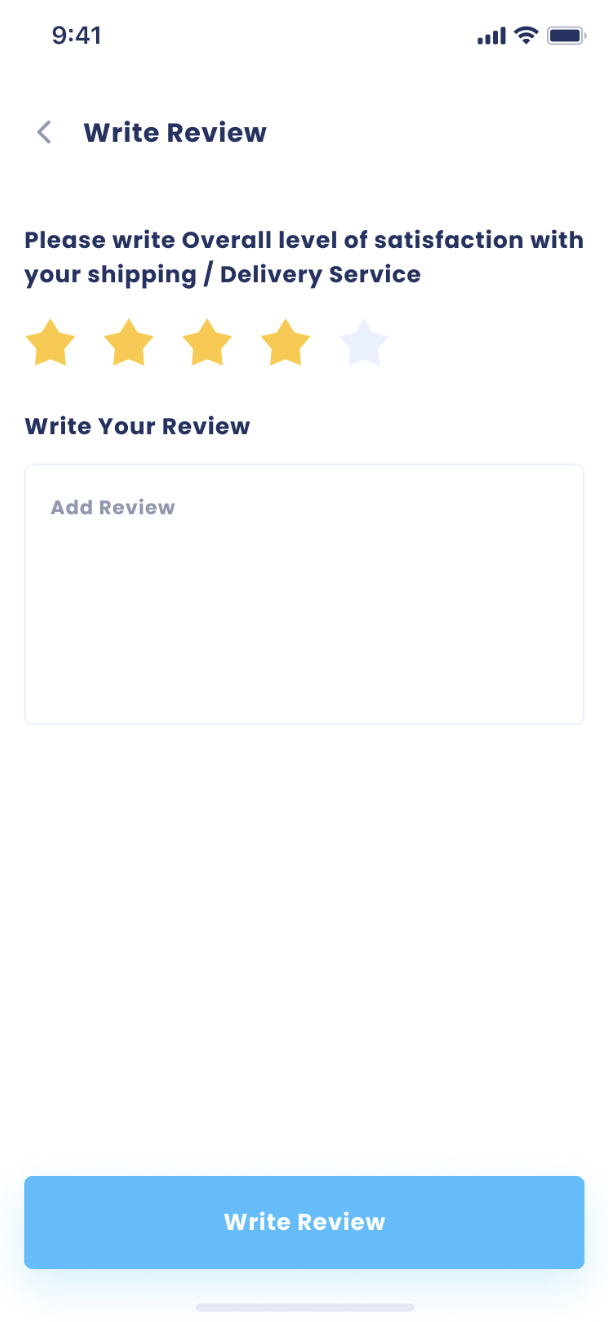 9:41
Write Review
Please write Overall level of satisfaction with
your shipping / Delivery Service
Write Your Review
Add Review
Write Review